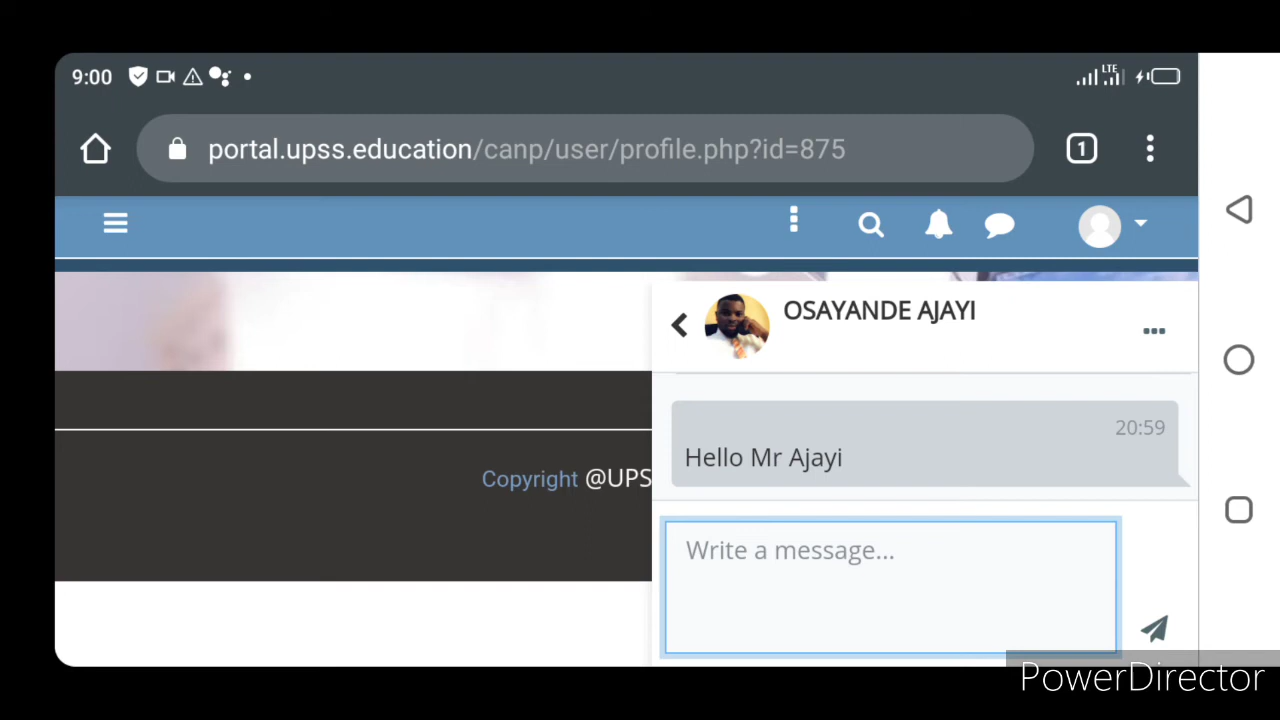 9:00
LTE
portal.upss.education/canp/user/profile.php?id=875
1
OSAYANDE AJAYI
20:59
Hello Mr Ajayi
Copyright @UPS
Write a message...
PowerDirector